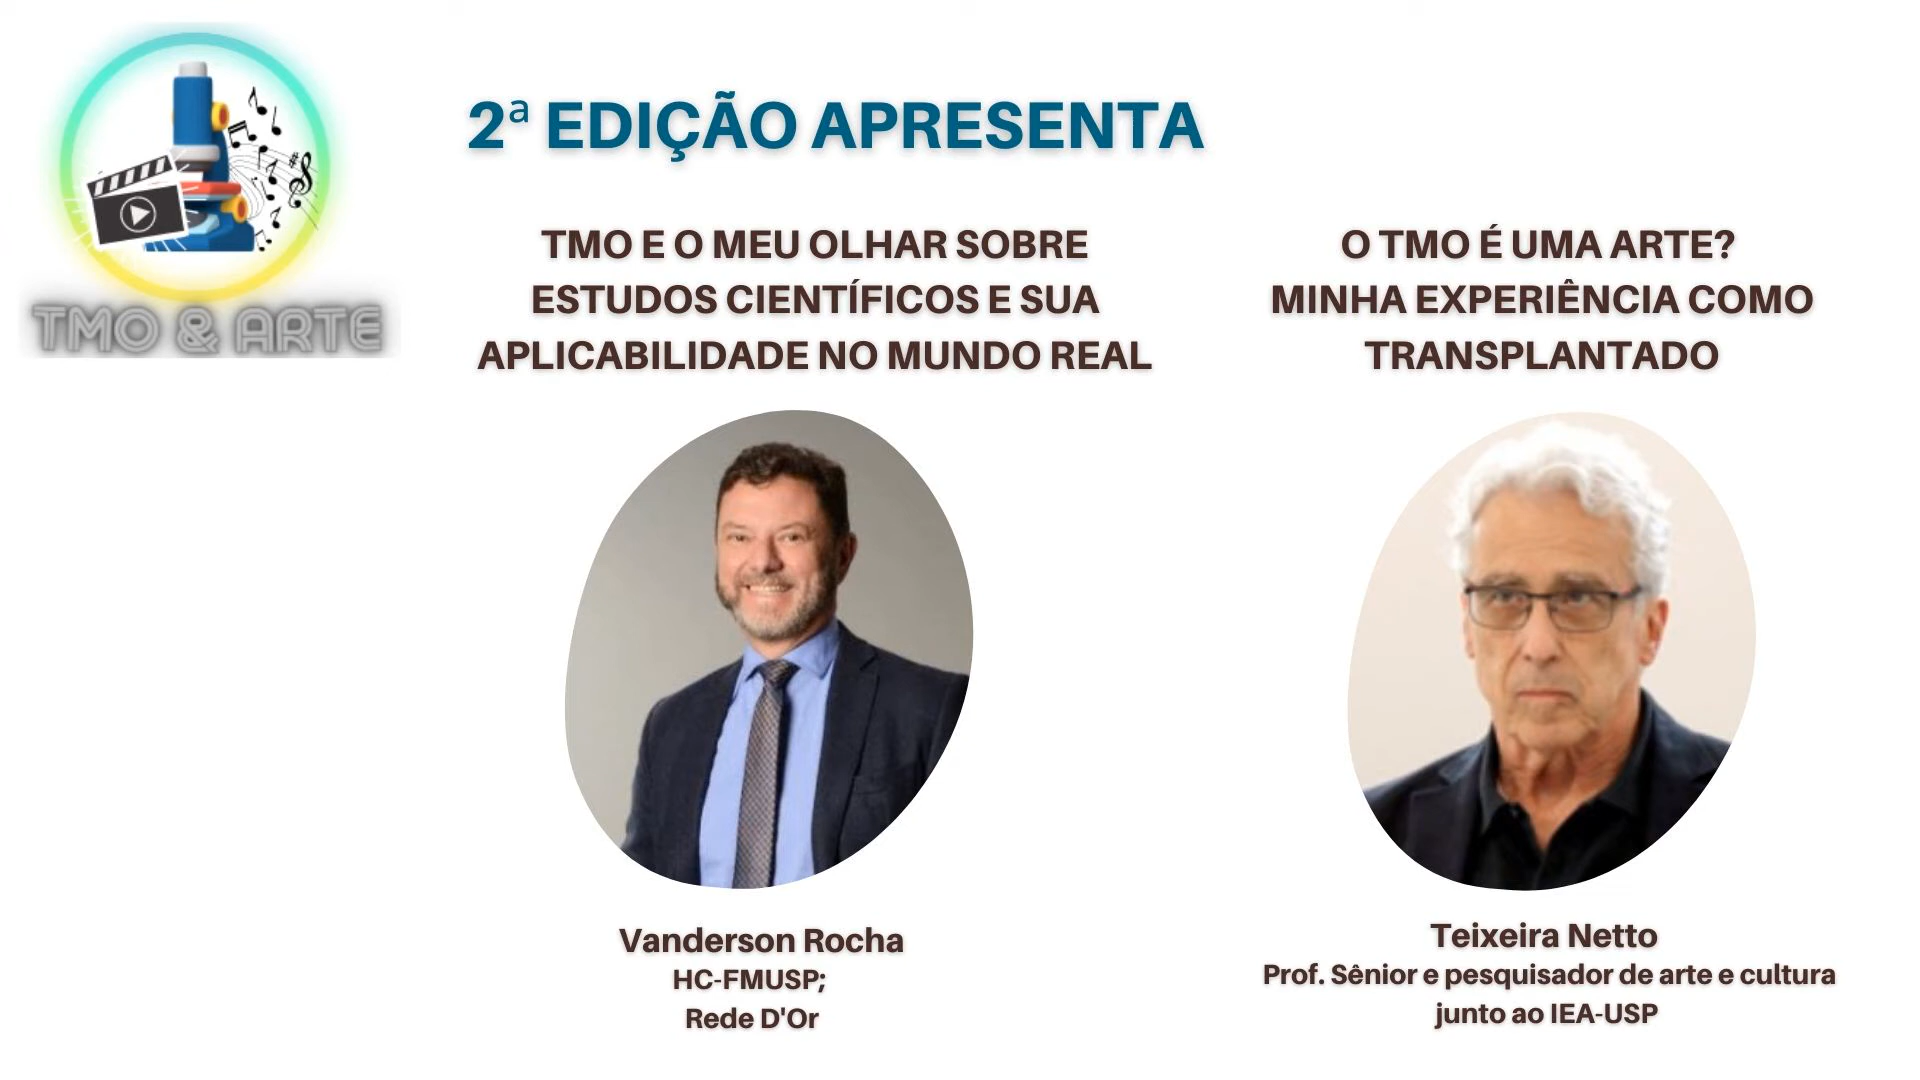 TMO & ARTE
2ª EDIÇÃO APRESENTA
TMO E O MEU OLHAR SOBRE
ESTUDOS CIENTÍFICOS E SUA
APLICABILIDADE NO MUNDO REAL
Vanderson Rocha
HC-FMUSP;
Rede D'Or
O TMO É UMA ARTE?
MINHA EXPERIÊNCIA COMO
TRANSPLANTADO
Teixeira Netto
Prof. Sênior e pesquisador de arte e cultura
junto ao IEA-USP